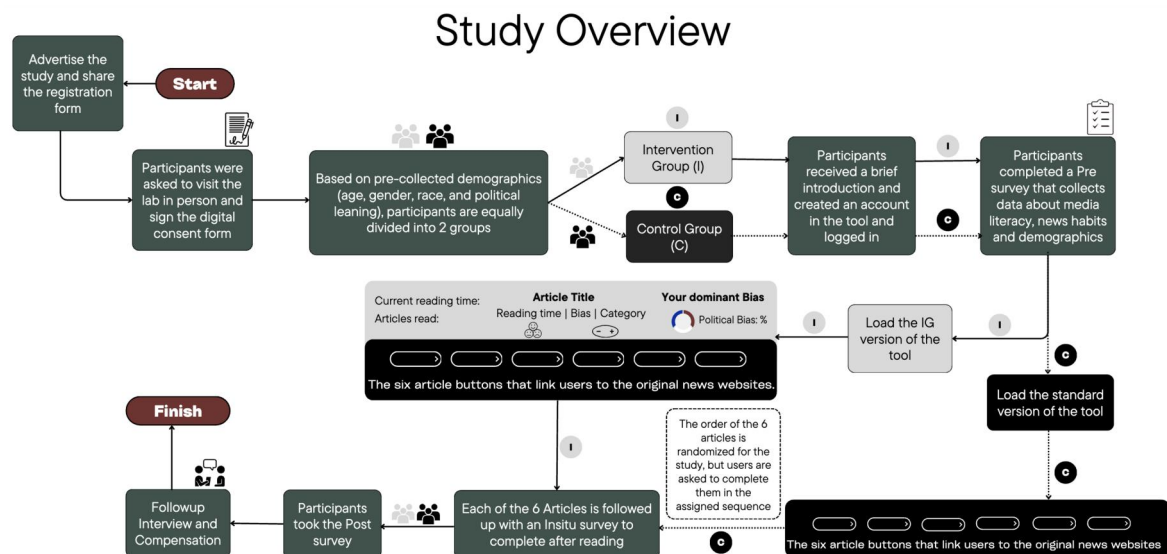 Study Overview
Start
Advertise the
study and share
the registration
form
Participants were
asked to visit the
lab in person and
sign the digital
consent form
Based on pre-collected demographics
(age, gender, race, and political
leaning), participants are equally
divided into 2 groups
I
Intervention
Group (I)
C
Control Group
(C)
Participants
received a brief
introduction and
created an account
in the tool and
logged in
I
C
Participants
completed a Pre
survey that collects
data about media
literacy, news habits
and demographics
I
Load the IG
version of the
tool
I
C
Load the standard
version of the tool
C
Current reading time:
Articles read:
Article Title
Reading time | Bias | Category
Your dominant Bias
Political Bias: %
The six article buttons that link users to the original news websites.
I
The order of the 6
articles is
randomized for the
study, but users are
asked to complete
them in the
assigned sequence
The six article buttons that link users to the original news websites
C
Each of the 6 Articles is followed
up with an Insitu survey to
complete after reading
Participants
took the Post
survey
Followup
Interview and
Compensation
Finish